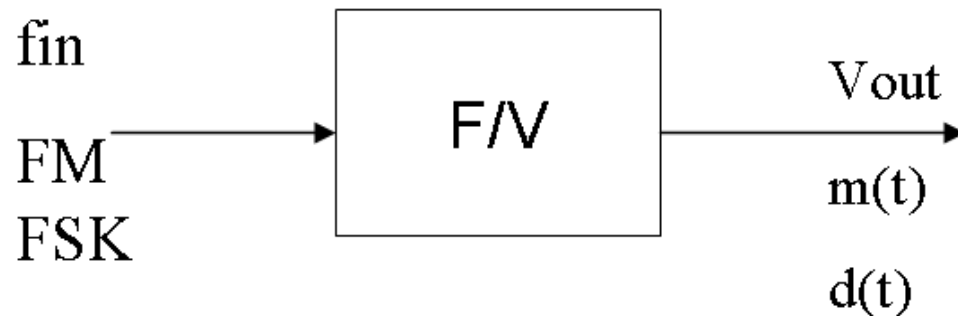 fin
FM
FSK
F/V
Vout
m(t)
d(t)